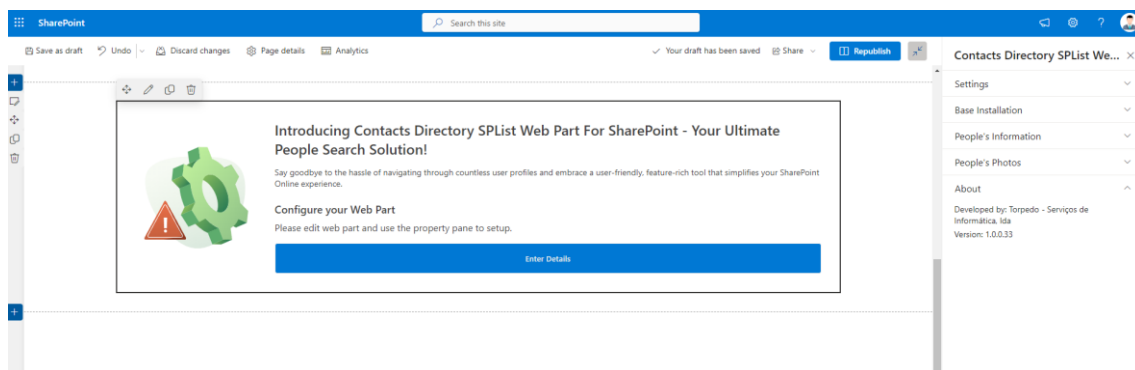 SharePoint
Search this site
Save as draft Undo Discard changes Page details Analytics
Your draft has been saved Share Republish
Contacts Directory SPList We...
Settings
Base Installation
People's Information
People's Photos
About
Developed by: Torpedo - Serviços de
Informática, lda
Version: 1.0.0.33
Introducing Contacts Directory SPList Web Part For SharePoint - Your Ultimate
People Search Solution!
Say goodbye to the hassle of navigating through countless user profiles and embrace a user-friendly, feature-rich tool that simplifies your SharePoint
Online experience.
Configure your Web Part
Please edit web part and use the property pane to setup.
Enter Details